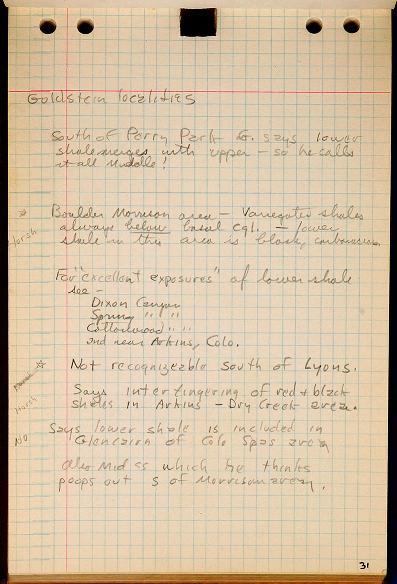 Goldstein localities
South of Perry Park G. says lower
shale merges with upper - so he calls
it all Middle!
Boulder Morrison area - Variegates shales
always below basal cgl. - lower
shale in this area is black, carbonaceous
Marsh
For "excellent exposures" of lower shale
see -
Dixon Canyon
Spring " "
Cottonwood " "
and near Arkins, Colo.
Not recognizeable south of Lyons.
Says interfingering of red + black
shales in Arkins - Dry Creek area.
Marsh
Says lower shale is included in
NO
Glencairn of Colo Spgs area
also Mid ss which he thinks
poops out S of Morrison area.
31